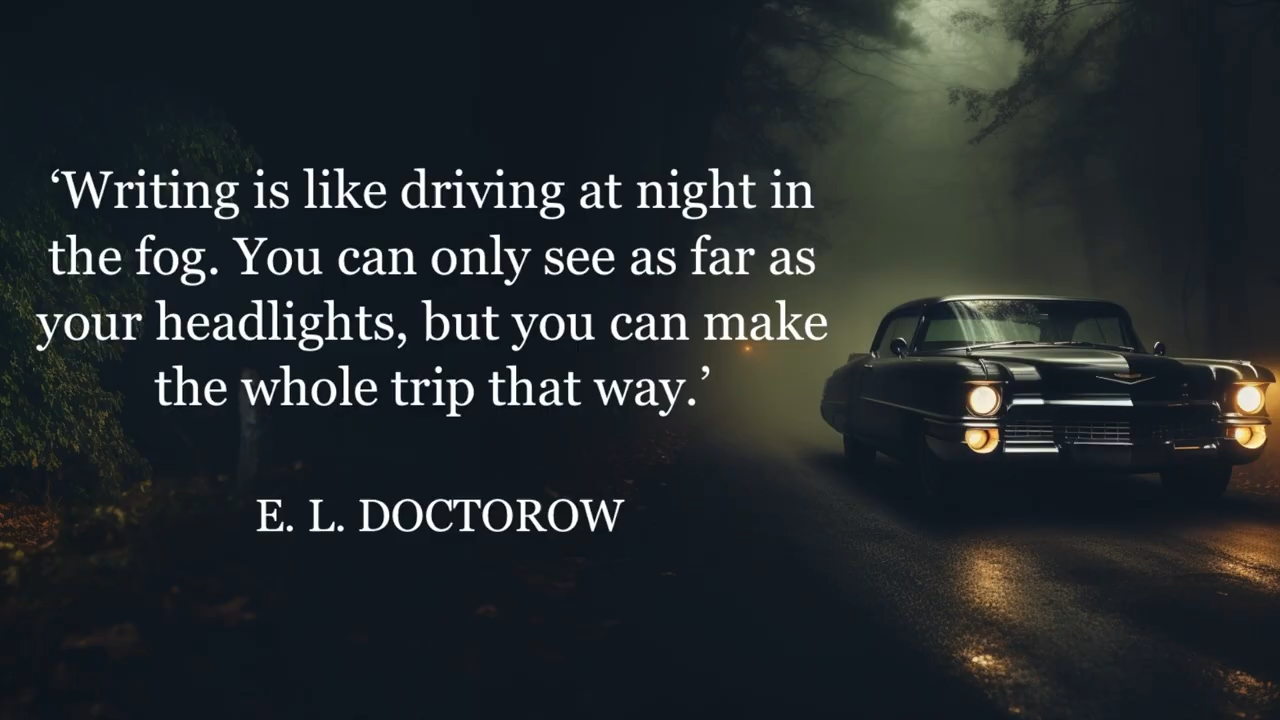 ‘Writing is like driving at night in
the fog. You can only see as far as
your headlights, but you can make
the whole trip that way.’
E. L. DOCTOROW